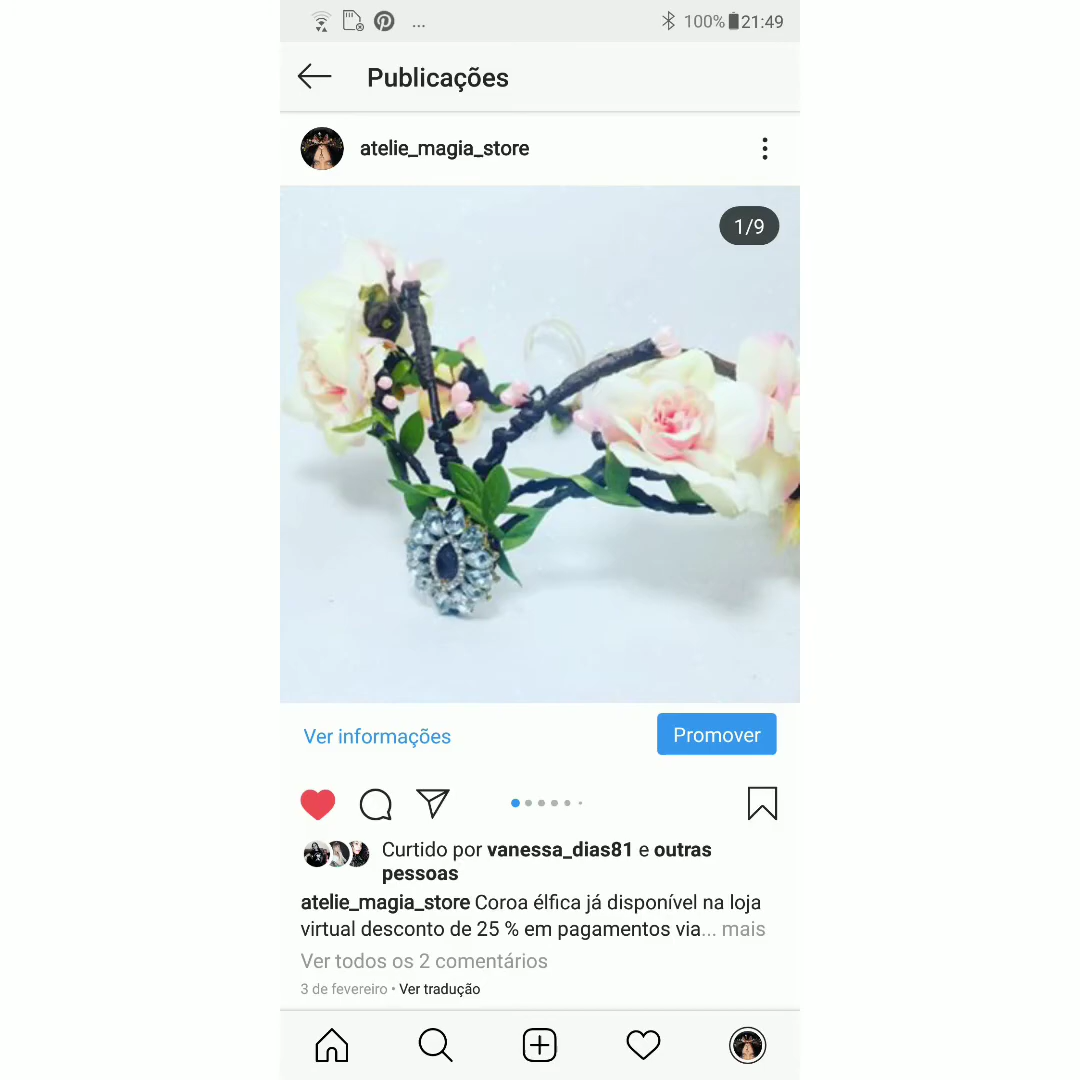 ... 100% 21:49
Publicações
atelie_magia_store
1/9
Ver informações
Promover
Curtido por vanessa_dias81 e outras
pessoas
atelie_magia_store Coroa élfica já disponível na loja
virtual desconto de 25 % em pagamentos via... mais
Ver todos os 2 comentários
3 de fevereiro • Ver tradução